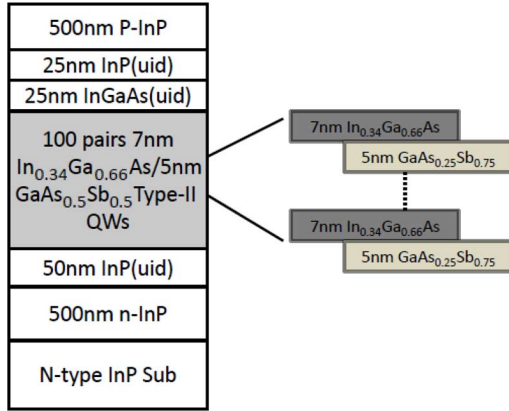 500nm P-InP
25nm InP(uid)
25nm InGaAs(uid)
100 pairs 7nm
In0.34Ga0.66As/5nm
GaAs0.5Sb0.5Type-II
QWs
50nm InP(uid)
500nm n-InP
N-type InP Sub
7nm In0.34Ga0.66As
5nm GaAs0.25Sb0.75
7nm In0.34Ga0.66As
5nm GaAs0.25Sb0.75